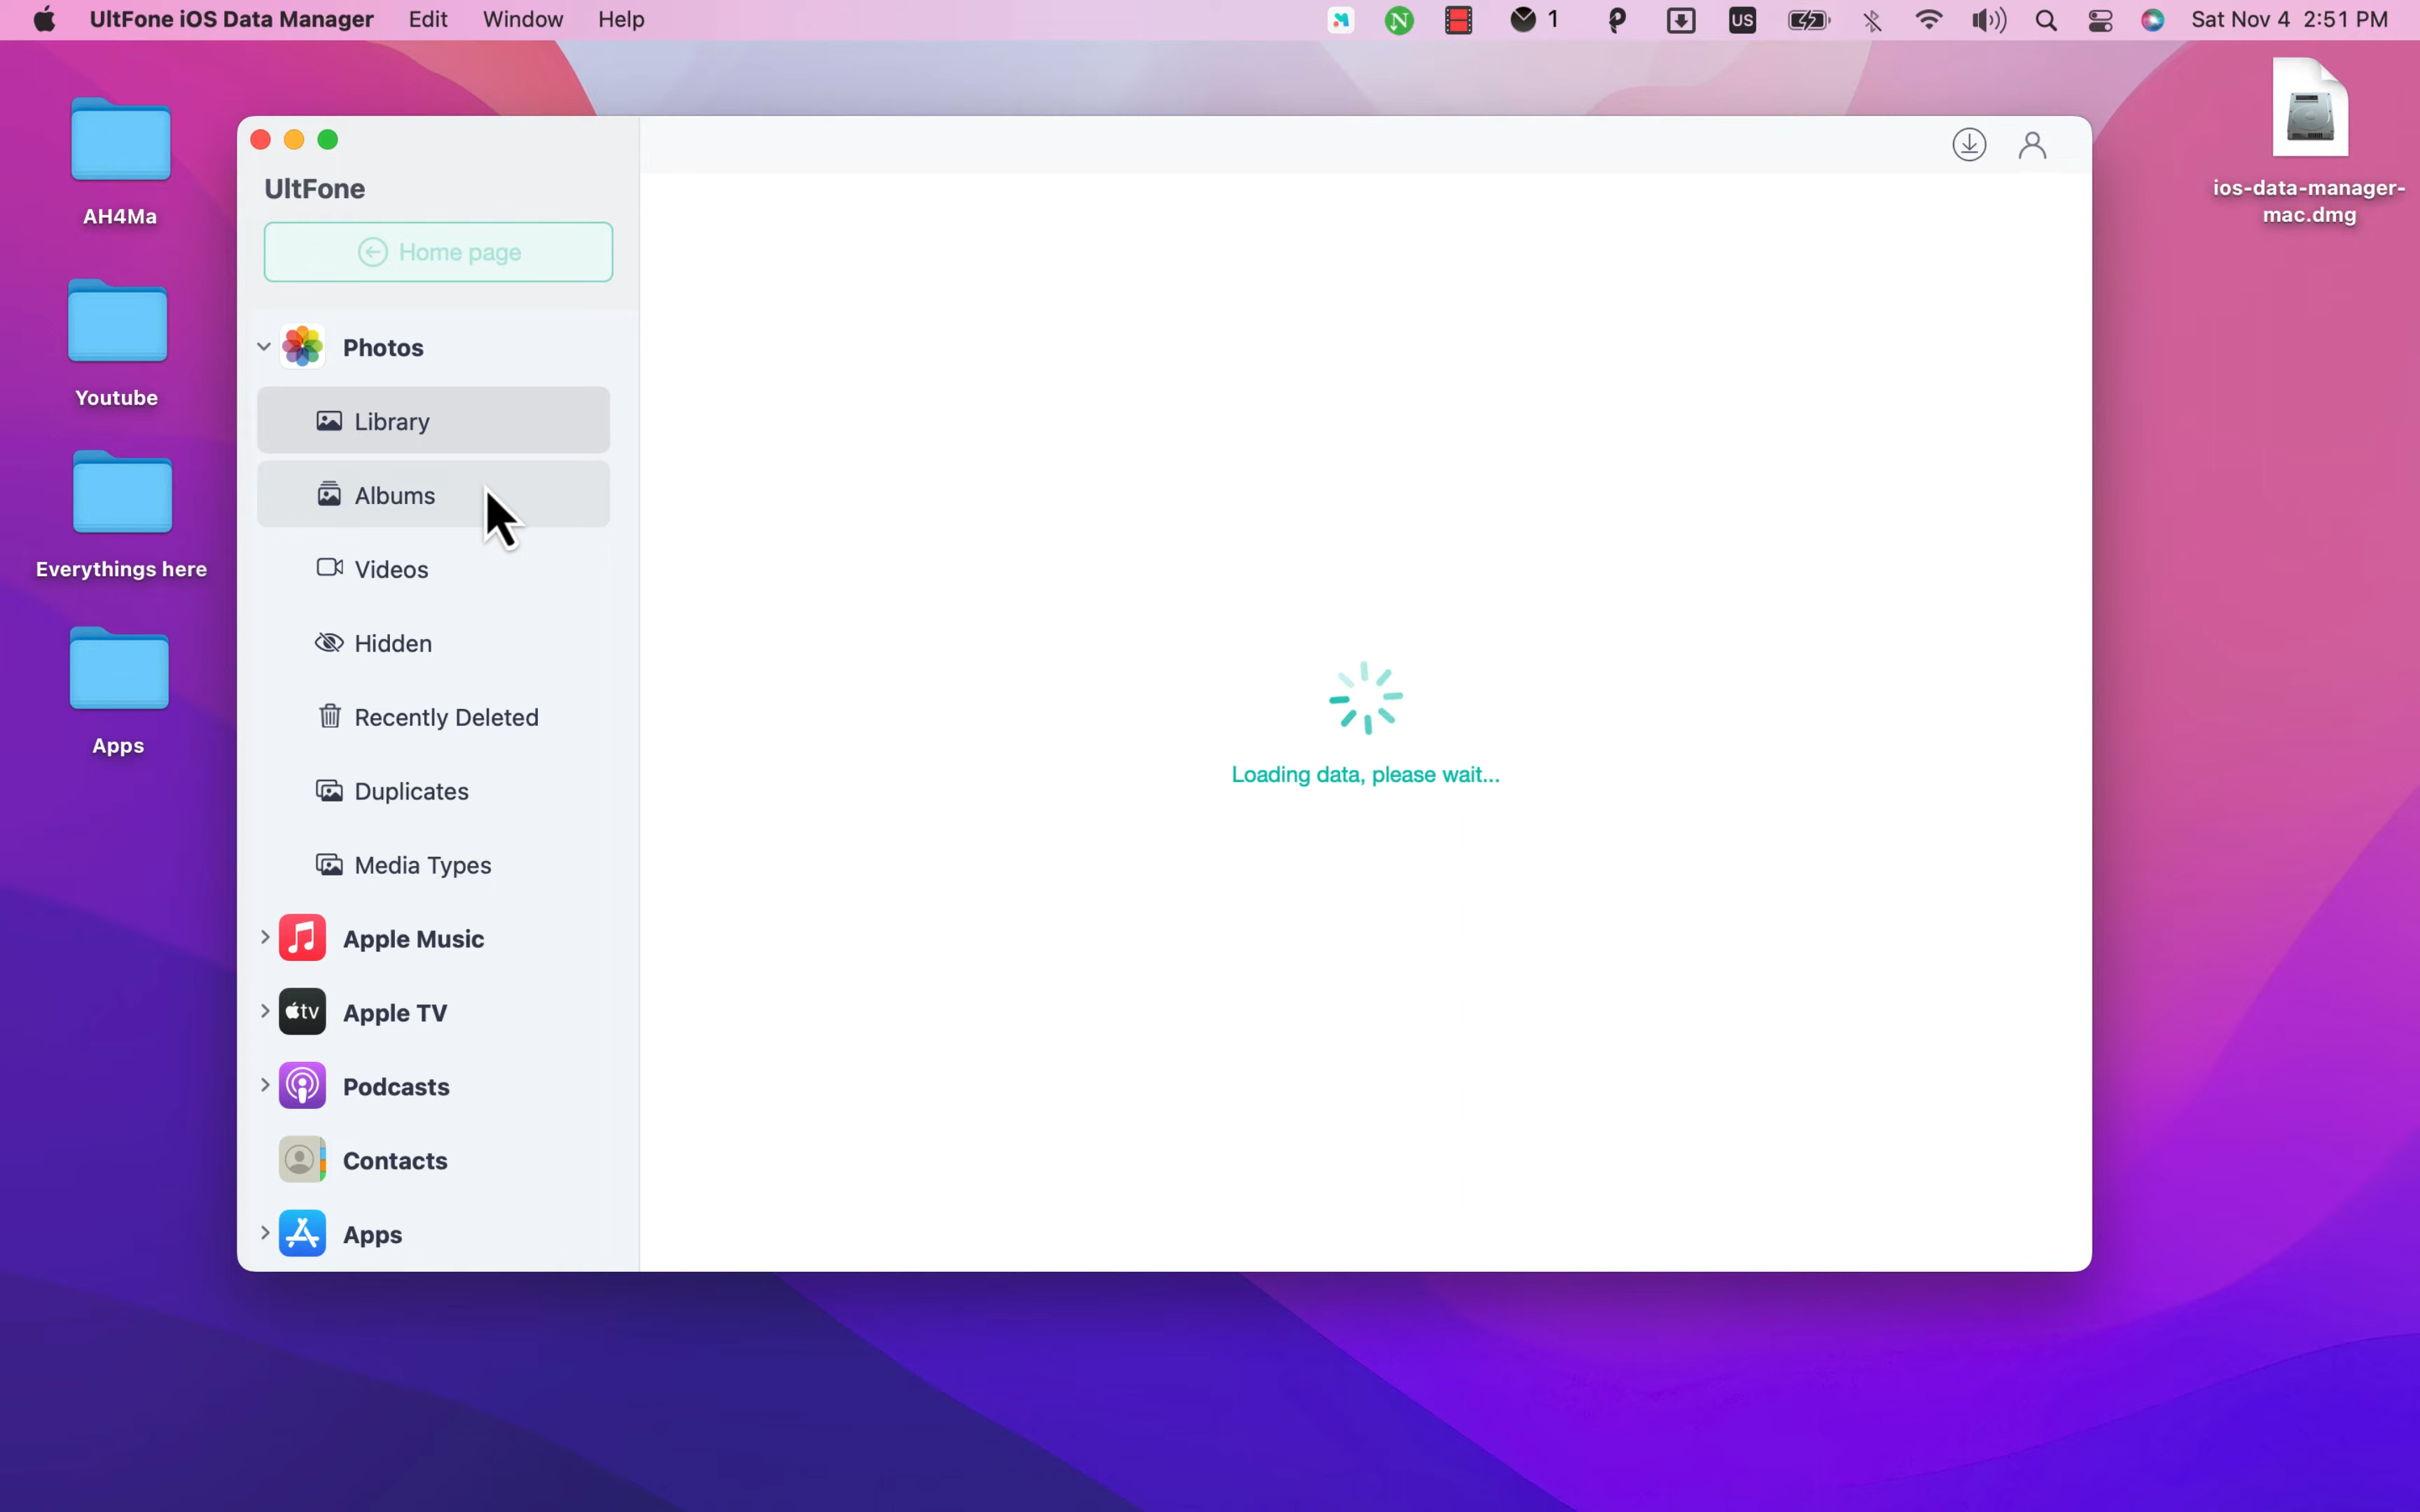 UltFone iOS Data Manager Edit Window Help 1 US Sat Nov 4 2:51 PM
AH4Ma
Youtube
Everythings here
Apps
ios-data-manager-
mac.dmg
UltFone
Home page
Photos
Library
Albums
Videos
Hidden
Recently Deleted
Duplicates
Media Types
Apple Music
tv Apple TV
Podcasts
Contacts
Apps
Loading data, please wait...